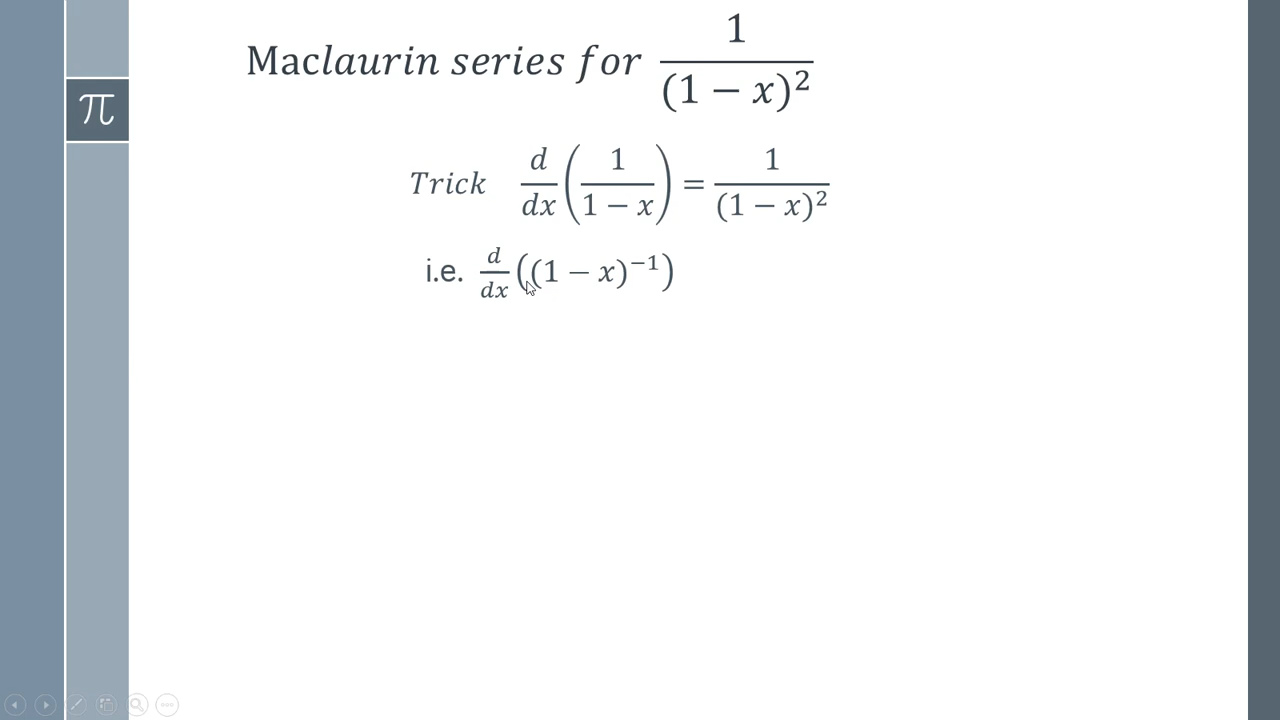 π
Maclaurin series for 1/(1 − x)²
Trick d/dx (1/(1 − x)) = 1/(1 − x)²
i.e. d/dx ((1 − x)⁻¹)